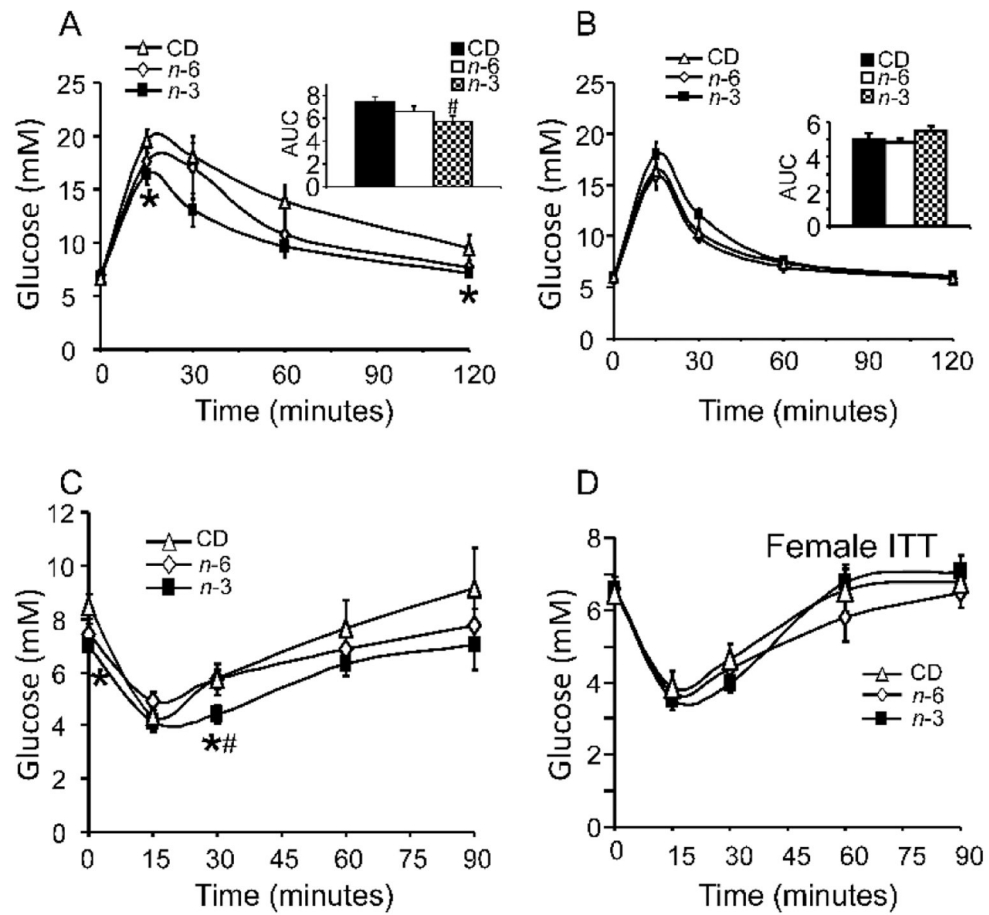 A
CD
n-6
n-3
CD
n-6
n-3
#
AUC
8
6
4
2
0
25
20
15
10
5
0
Glucose (mM)
*
*
0 30 60 90 120
Time (minutes)
B
CD
n-6
n-3
CD
n-6
n-3
AUC
6
4
2
0
25
20
15
10
5
0
Glucose (mM)
0 30 60 90 120
Time (minutes)
C
CD
n-6
n-3
12
10
8
6
4
2
0
Glucose (mM)
*
*#
0 15 30 45 60 75 90
Time (minutes)
D
Female ITT
CD
n-6
n-3
8
6
4
2
0
Glucose (mM)
0 15 30 45 60 75 90
Time (minutes)